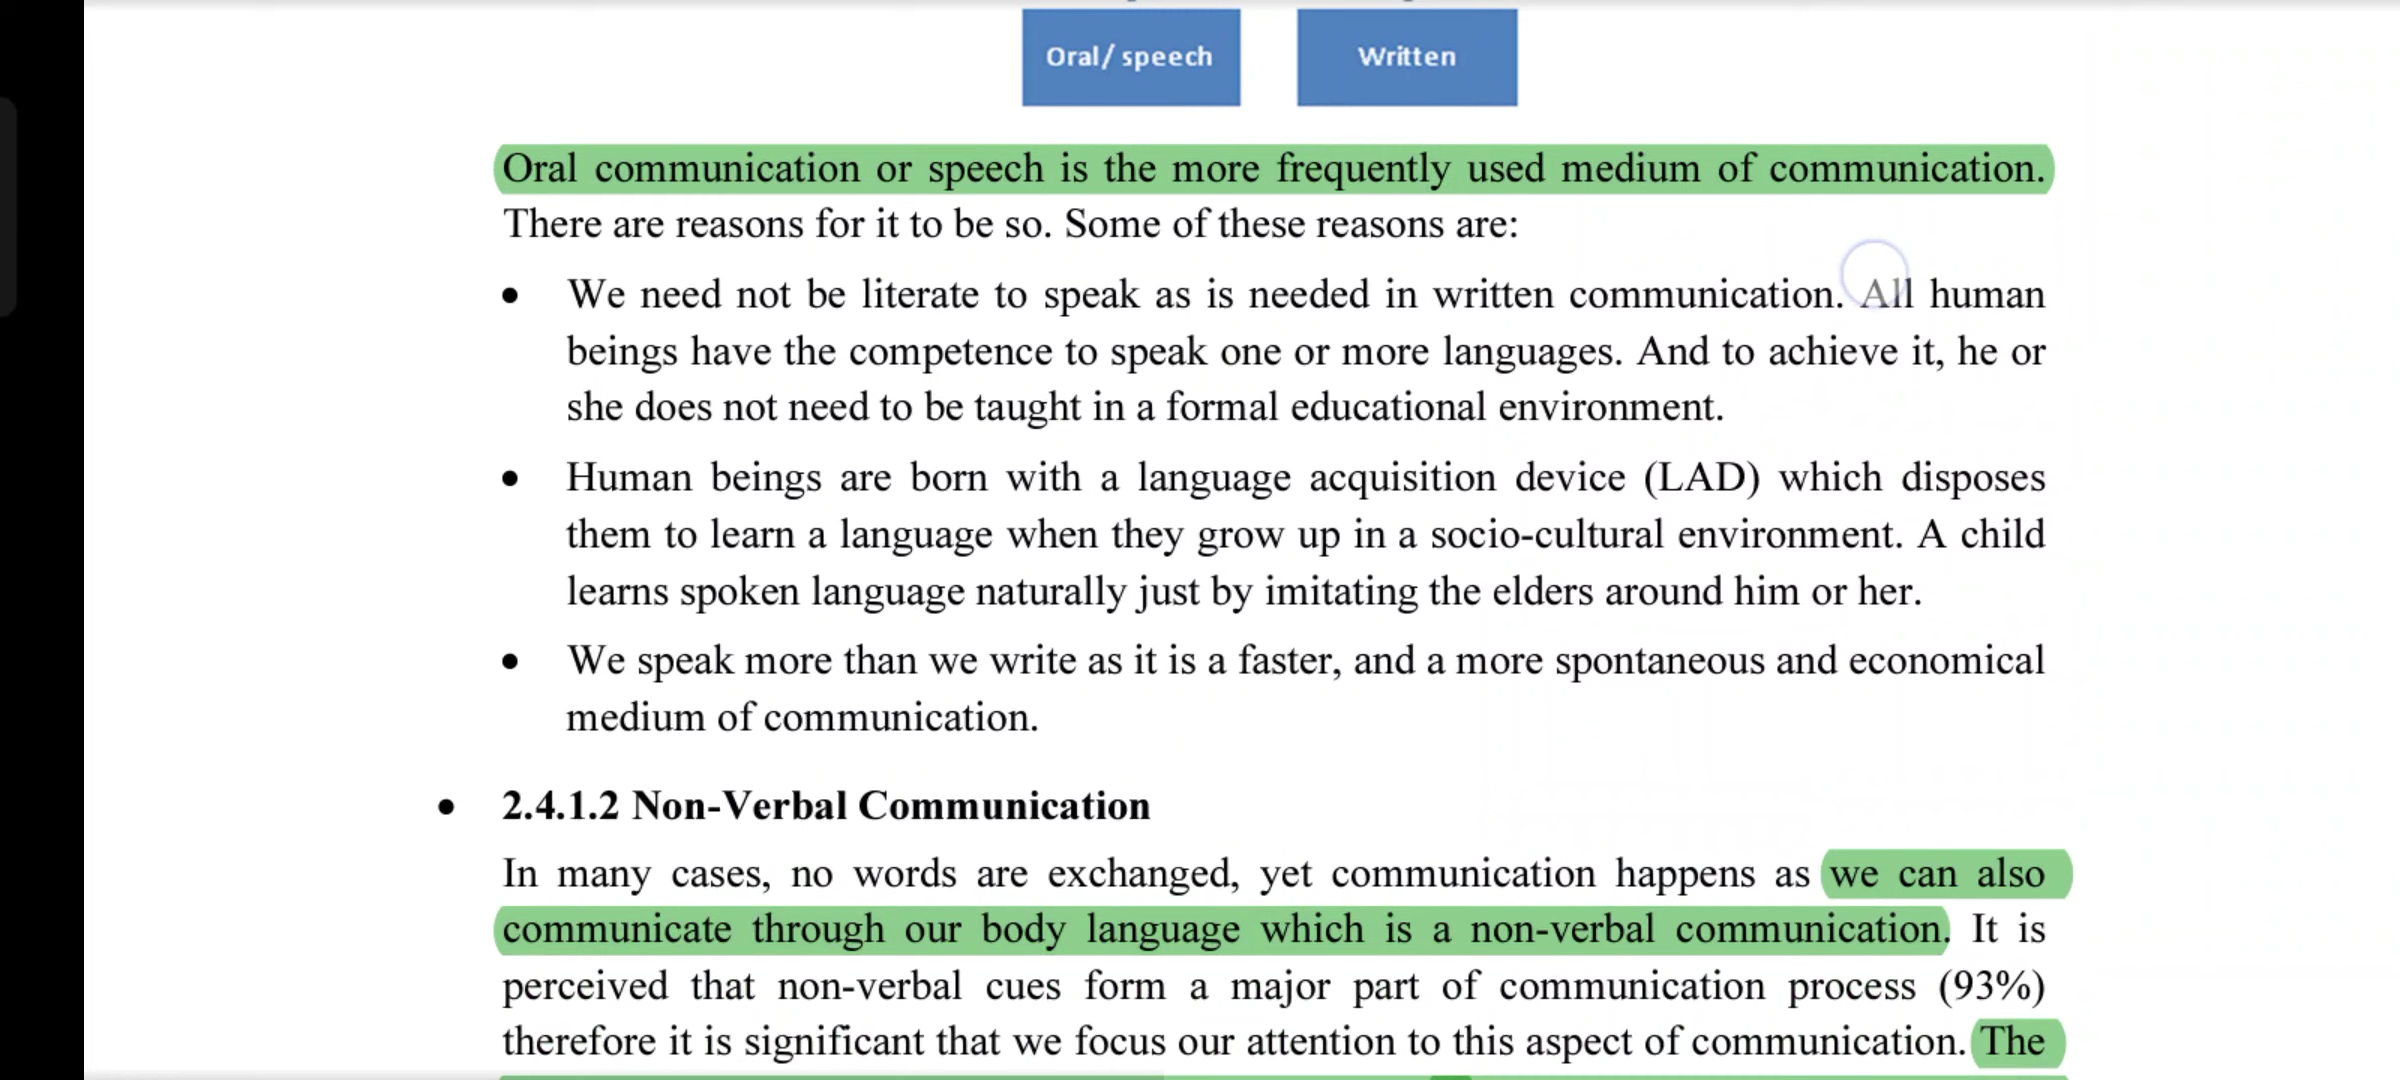 Oral/ speech
Written
Oral communication or speech is the more frequently used medium of communication.
There are reasons for it to be so. Some of these reasons are:
• We need not be literate to speak as is needed in written communication. All human
beings have the competence to speak one or more languages. And to achieve it, he or
she does not need to be taught in a formal educational environment.
• Human beings are born with a language acquisition device (LAD) which disposes
them to learn a language when they grow up in a socio-cultural environment. A child
learns spoken language naturally just by imitating the elders around him or her.
• We speak more than we write as it is a faster, and a more spontaneous and economical
medium of communication.
• 2.4.1.2 Non-Verbal Communication
In many cases, no words are exchanged, yet communication happens as we can also
communicate through our body language which is a non-verbal communication. It is
perceived that non-verbal cues form a major part of communication process (93%)
therefore it is significant that we focus our attention to this aspect of communication. The